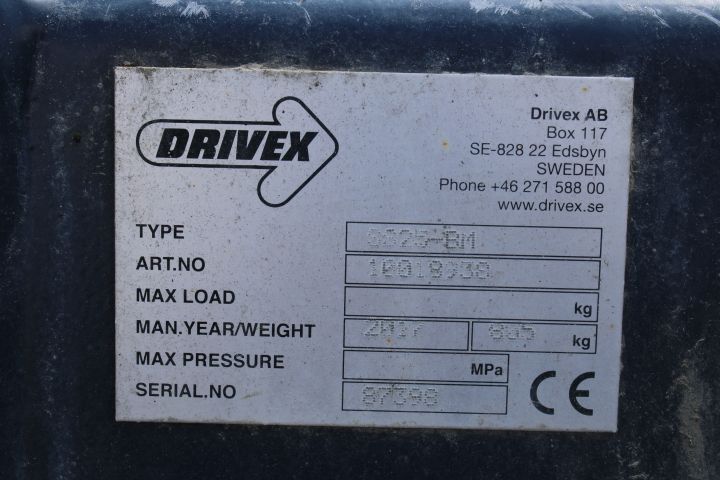 DRIVEX
Drivex AB
Box 117
SE-828 22 Edsbyn
SWEDEN
Phone +46 271 588 00
www.drivex.se
TYPE
ART.NO
MAX LOAD kg
MAN.YEAR/WEIGHT 2017 kg
MAX PRESSURE MPa
SERIAL.NO 87398
CE